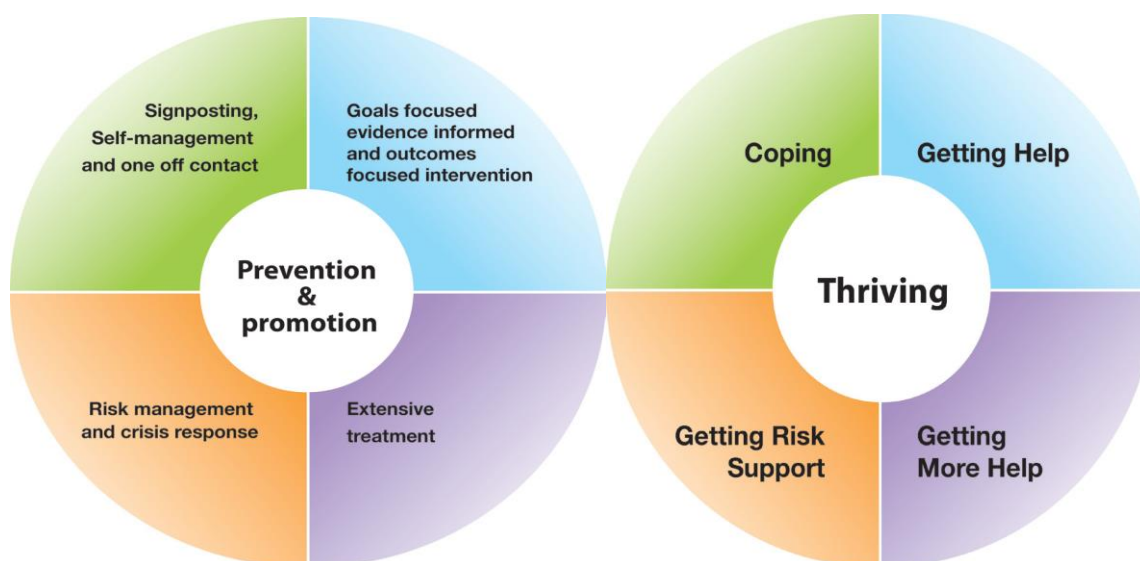 Signposting,
Self-management
and one off contact
Goals focused
evidence informed
and outcomes
focused intervention
Prevention
&
promotion
Risk management
and crisis response
Extensive
treatment
Coping
Getting Help
Thriving
Getting Risk
Support
Getting
More Help